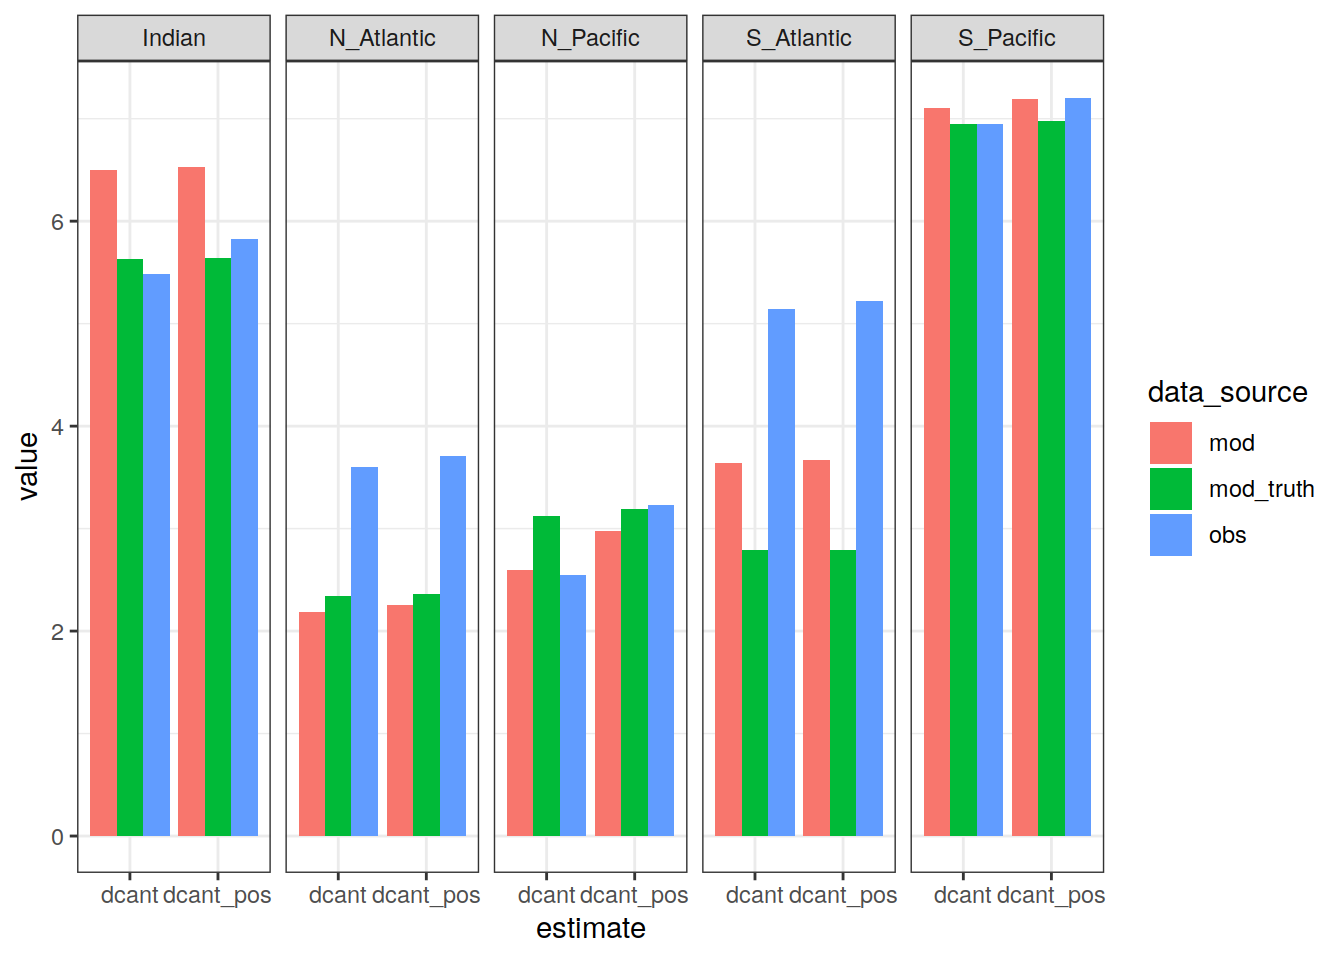 Indian N_Atlantic N_Pacific S_Atlantic S_Pacific
6
4
2
0
value
dcant dcant_pos dcant dcant_pos dcant dcant_pos dcant dcant_pos dcant dcant_pos
estimate
data_source
mod
mod_truth
obs